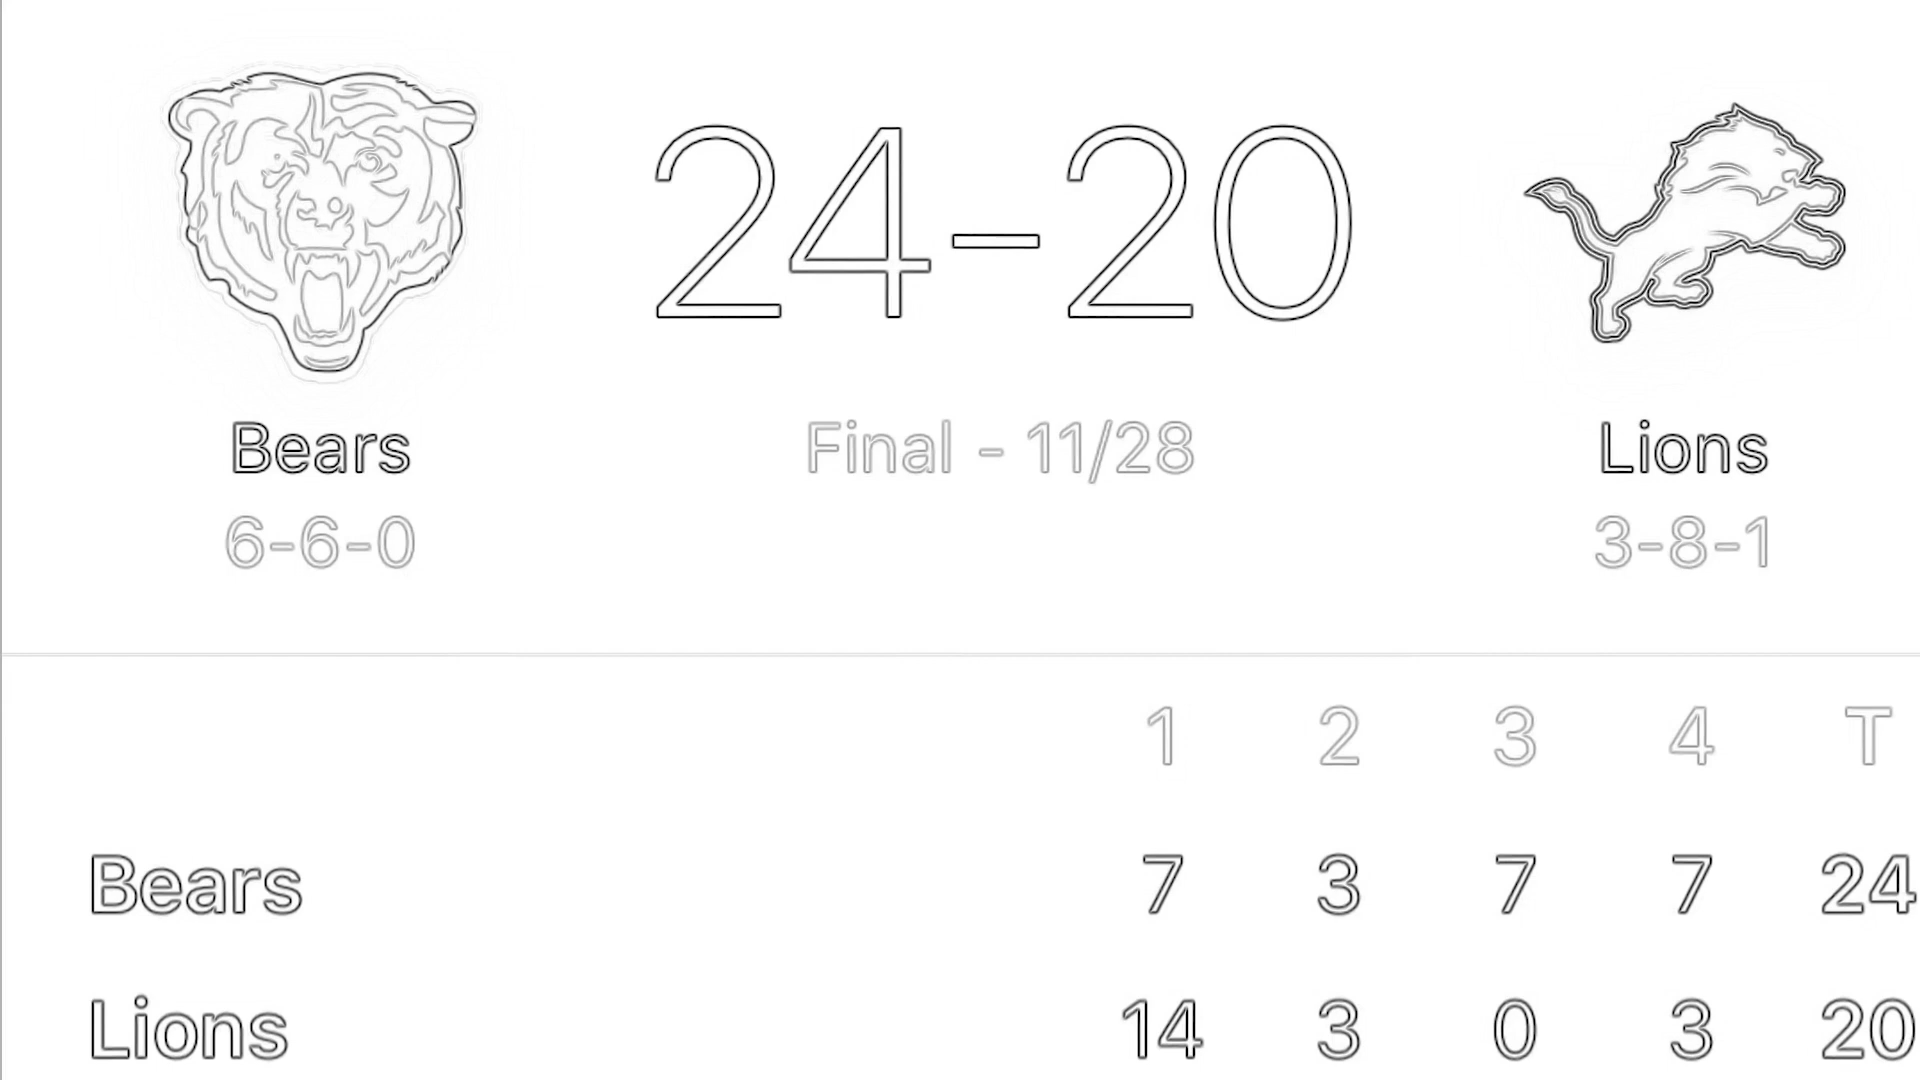 24-20
Bears Final - 11/28 Lions
6-6-0 3-8-1
1 2 3 4 T
Bears 7 3 7 7 24
Lions 14 3 0 3 20